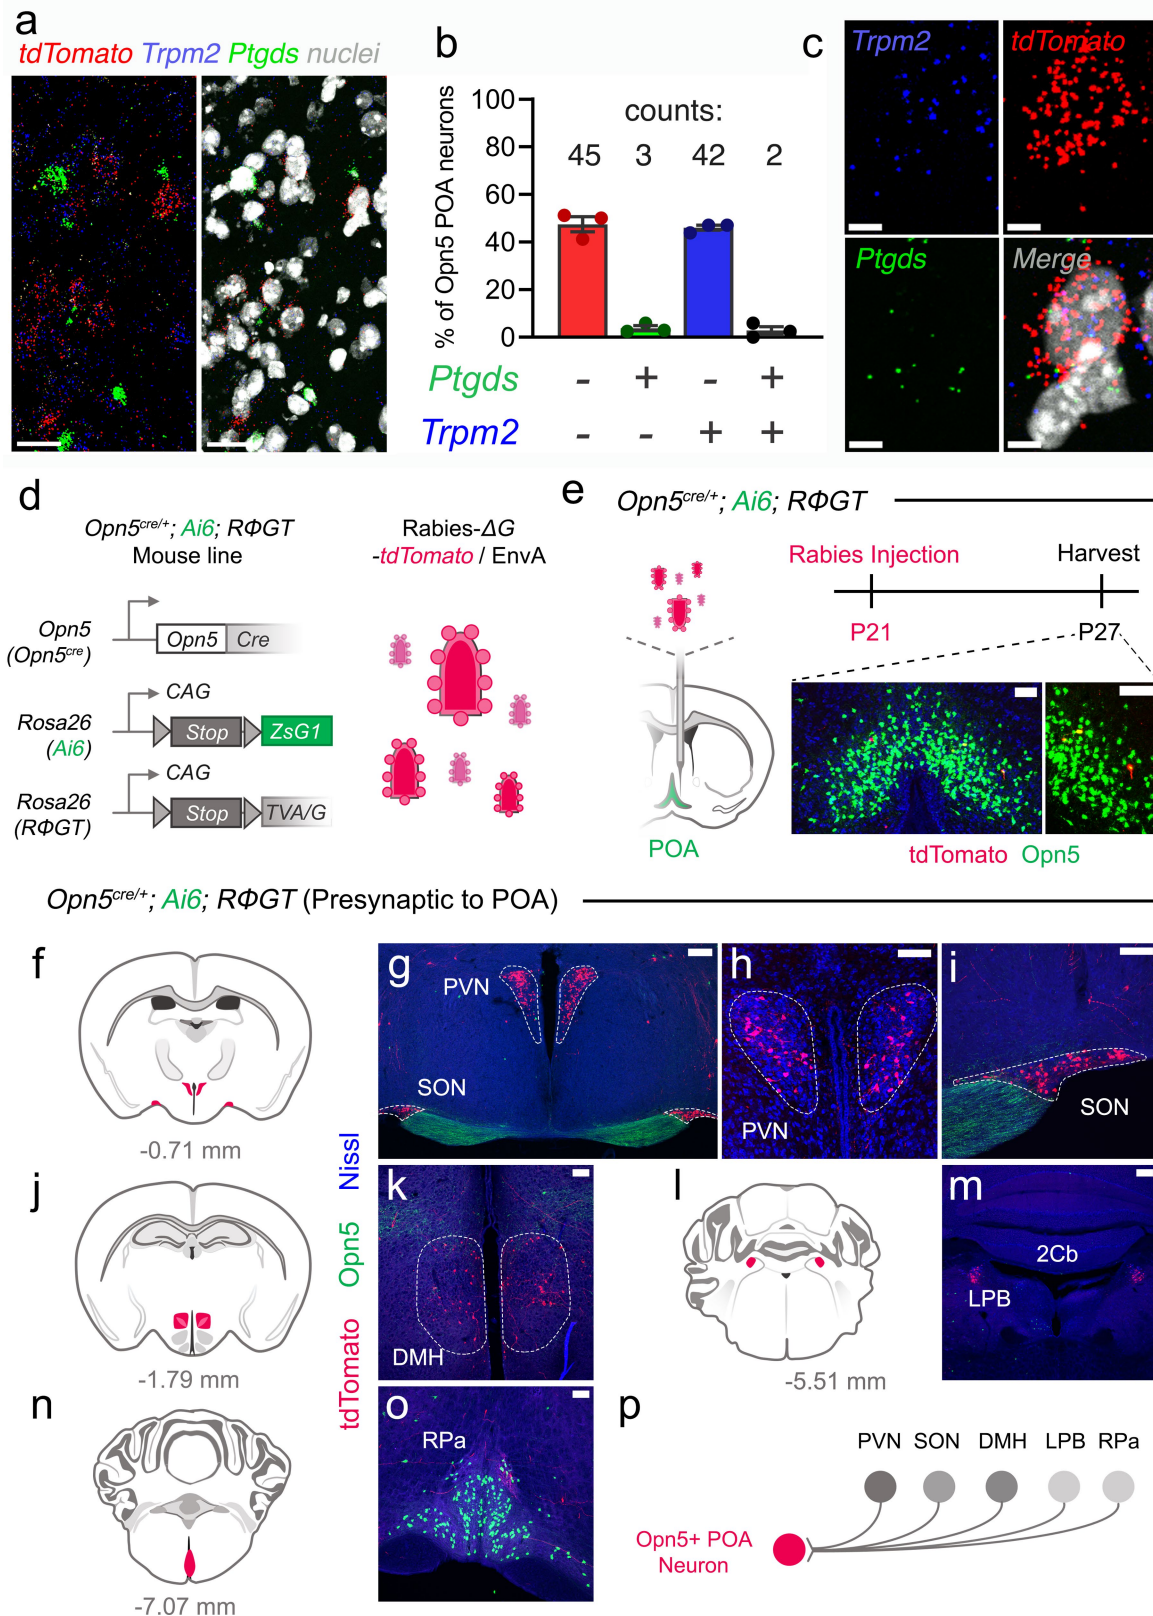 a
tdTomato Trpm2 Ptgds nuclei
b
% of Opn5 POA neurons
100
80
60
40
20
0
counts:
45 3 42 2
Ptgds - + - +
Trpm2 - - + +
c
Trpm2
tdTomato
Ptgds
Merge
d
Opn5cre/+; Ai6; RΦGT
Mouse line
Rabies-ΔG
-tdTomato / EnvA
Opn5
(Opn5cre)
Opn5 Cre
Rosa26
(Ai6)
CAG
Stop ZsG1
Rosa26
(RΦGT)
CAG
Stop TVA/G
e
Opn5cre/+; Ai6; RΦGT
Rabies Injection
Harvest
P21
P27
POA
tdTomato Opn5
Opn5cre/+; Ai6; RΦGT (Presynaptic to POA)
f
-0.71 mm
g
PVN
SON
h
PVN
i
SON
tdTomato Opn5 Nissl
j
-1.79 mm
k
DMH
l
-5.51 mm
m
2Cb
LPB
n
-7.07 mm
o
RPa
p
PVN SON DMH LPB RPa
Opn5+ POA
Neuron